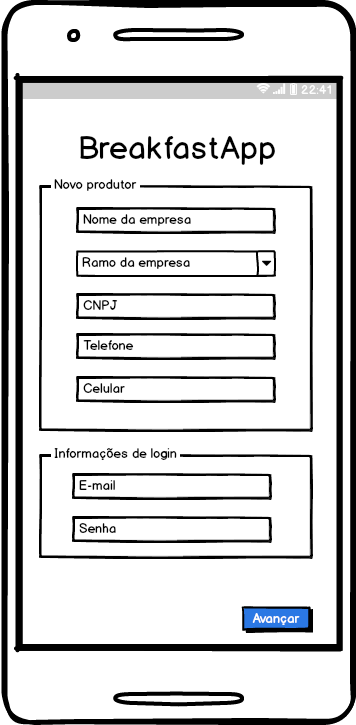 22:41
BreakfastApp
Novo produtor
Nome da empresa
Ramo da empresa
CNPJ
Telefone
Celular
Informações de login
E-mail
Senha
Avançar